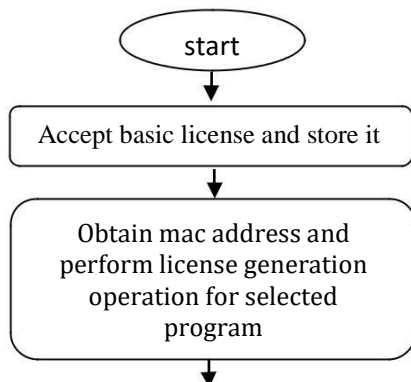 start
Accept basic license and store it
Obtain mac address and
perform license generation
operation for selected
program